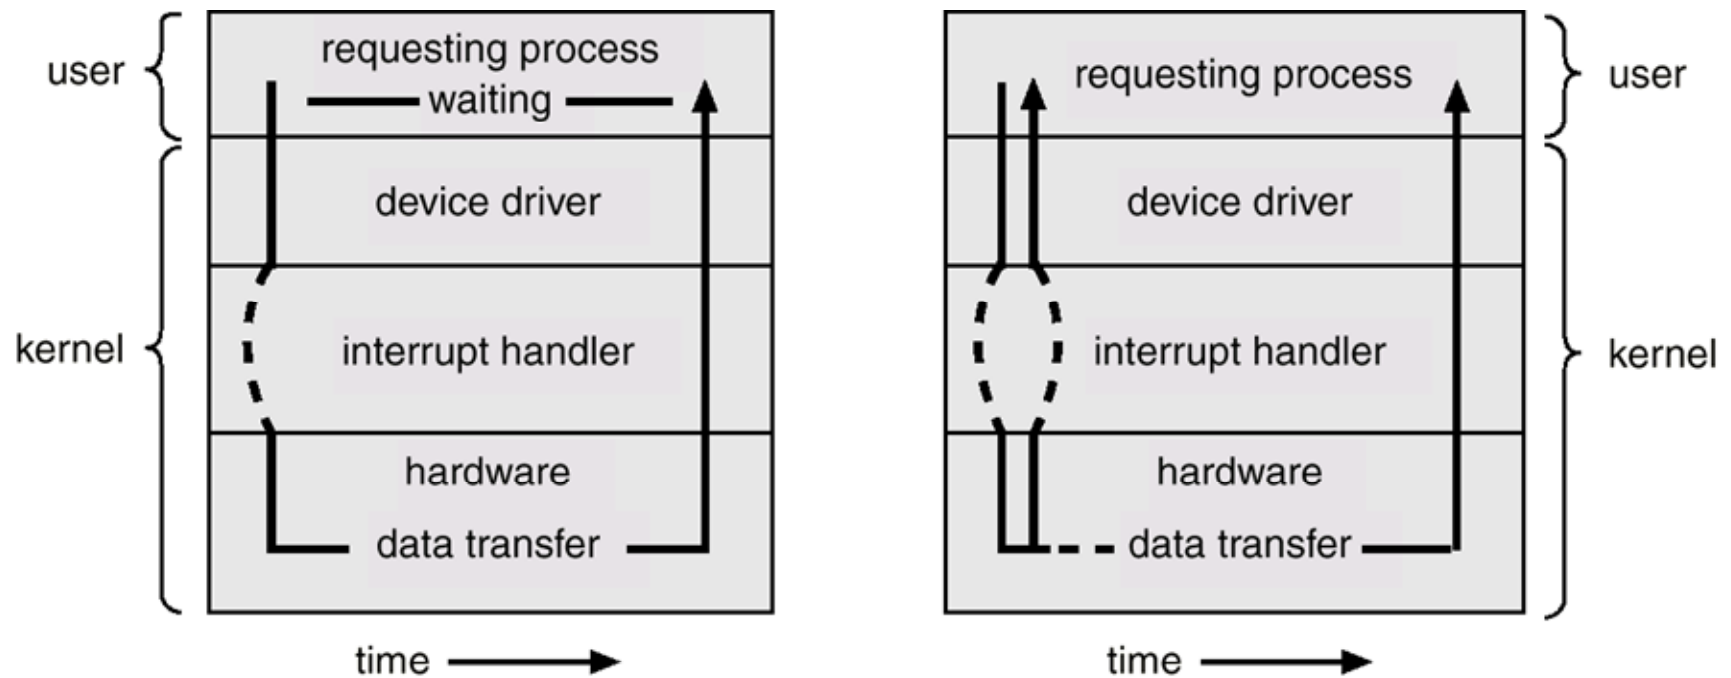 user
requesting process
waiting
device driver
kernel
interrupt handler
hardware
data transfer
time
requesting process
user
device driver
interrupt handler
kernel
hardware
data transfer
time